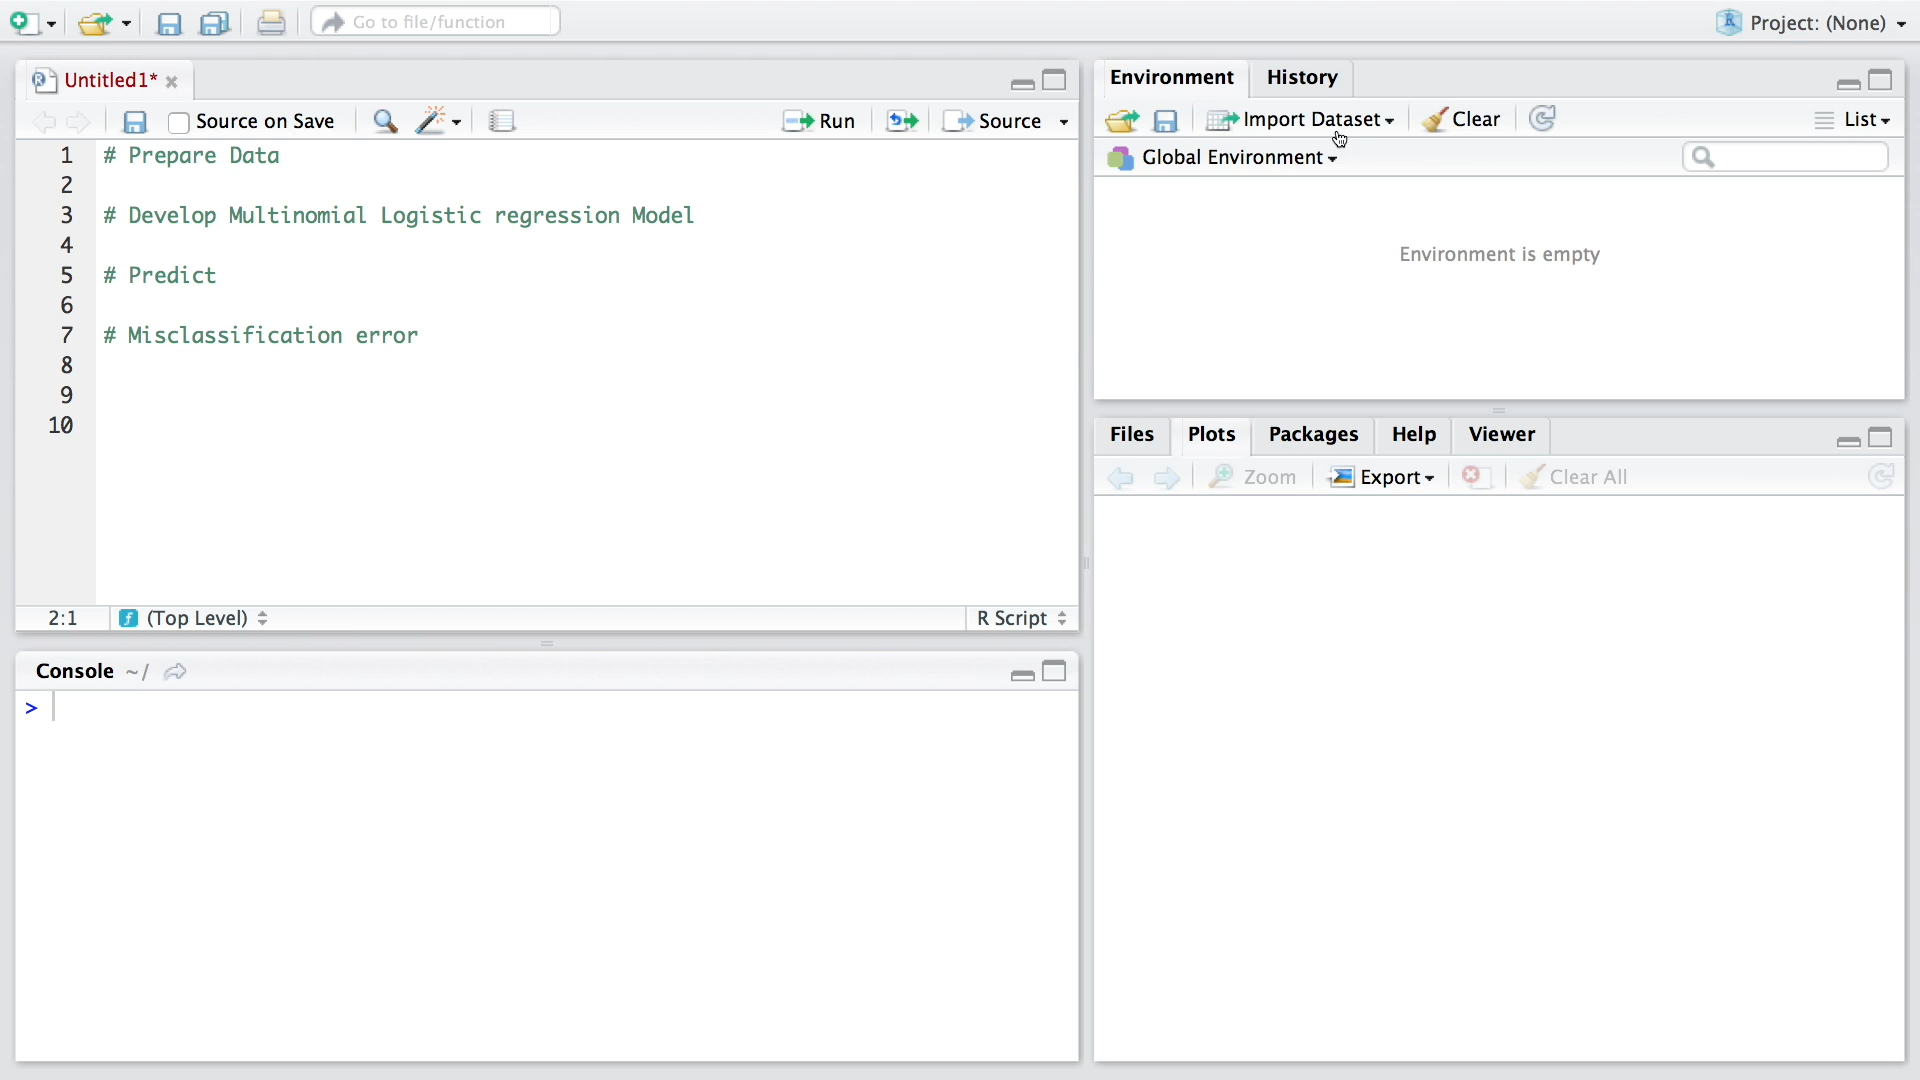 Go to file/function
Project: (None)
Untitled1*
Source on Save
Run
Source
1 # Prepare Data
2
3 # Develop Multinomial Logistic regression Model
4
5 # Predict
6
7 # Misclassification error
8
9
10
2:1
(Top Level)
R Script
Console ~/
>
Environment
History
Import Dataset
Clear
List
Global Environment
Environment is empty
Files
Plots
Packages
Help
Viewer
Zoom
Export
Clear All